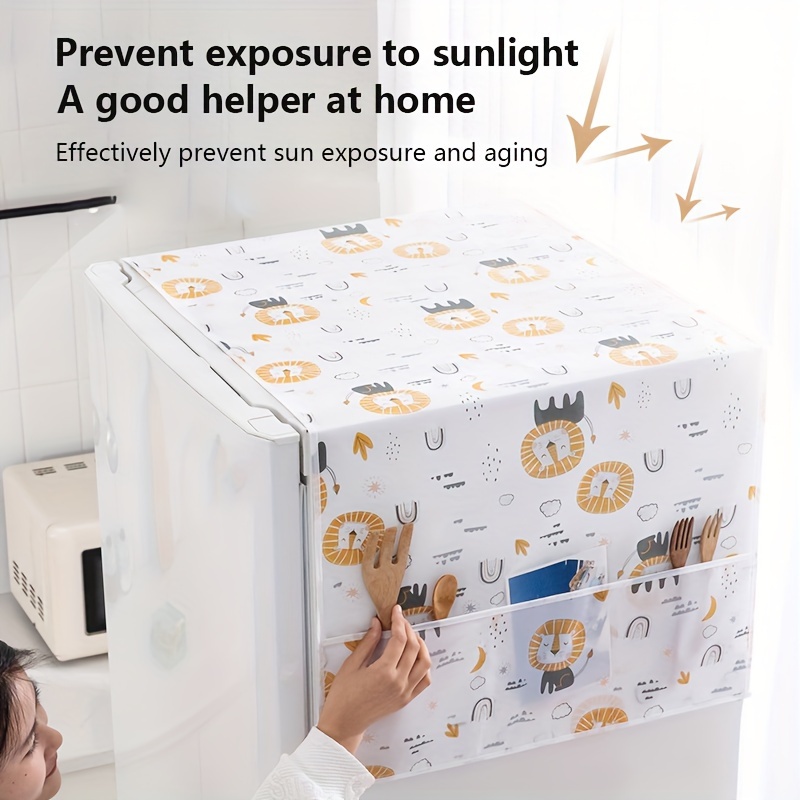 Prevent exposure to sunlight
A good helper at home
Effectively prevent sun exposure and aging